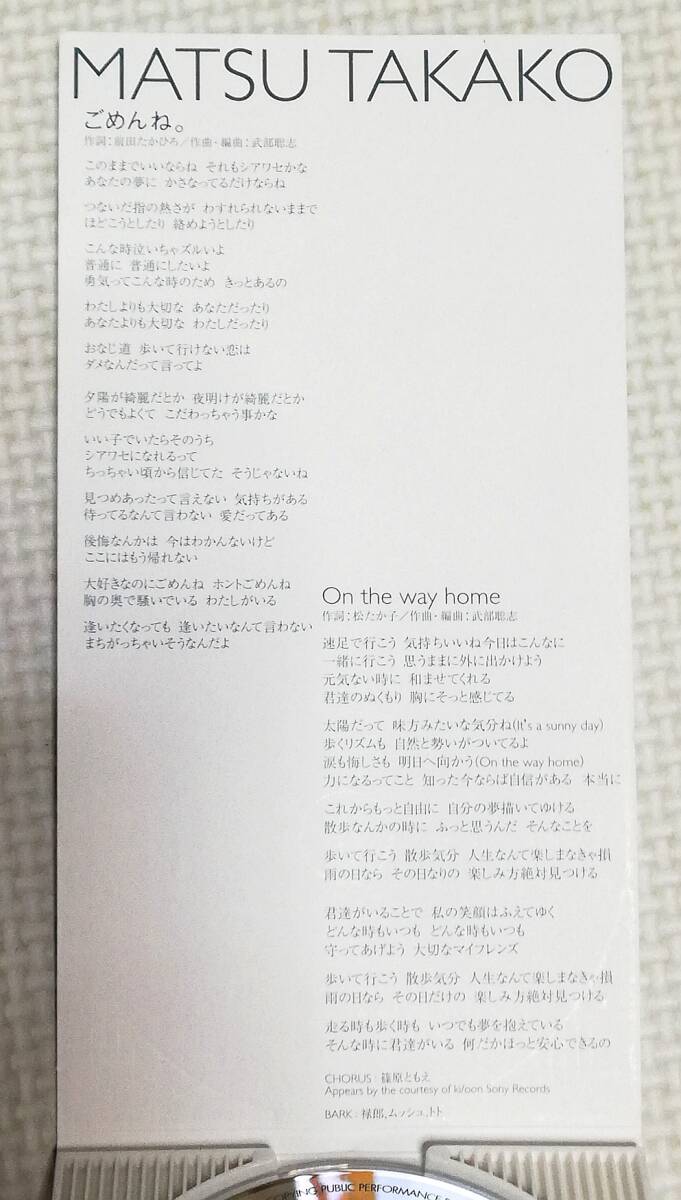 MATSU TAKAKO
ごめんね。
作詞:前田たかひろ/作曲・編曲:武部聡志
このままでいいならね それもシアワセかな
あなたの夢に かさなってるだけならね
つないだ指の熱さが わすれられないままで
ほどこうとしたり 絡めようとしたり
こんな時泣いちゃズルいよ
普通に 普通にしたいよ
勇気ってこんな時のため きっとあるの
わたしよりも大切な あなただったり
あなたよりも大切な わたしだったり
おなじ道 歩いて行けない恋は
ダメなんだって言ってよ
夕陽が綺麗だとか 夜明けが綺麗だとか
どうでもよくて こだわっちゃう事かな
いい子でいたらそのうち
シアワセになれるって
ちっちゃい頃から信じてた そうじゃないね
見つめあったって言えない 気持ちがある
待ってるなんて言わない 愛だってある
後悔なんかは 今はわかんないけど
ここにはもう帰れない
大好きなのにごめんね ホントごめんね
胸の奥で騒いでいる わたしがいる
逢いたくなっても 逢いたいなんて言わない
まちがっちゃいそうなんだよ
On the way home
作詞:松たか子/作曲・編曲:武部聡志
速足で行こう 気持ちいいね今日はこんなに
一緒に行こう 思うままに外に出かけよう
元気ない時に 和ませてくれる
君達のぬくもり 胸にそっと感じてる
太陽だって 味方みたいな気分ね(It's a sunny day)
歩くリズムも 自然と勢いがついてるよ
涙も悔しさも 明日へ向かう(On the way home)
力になるってこと 知った今ならば自信がある 本当に
これからもっと自由に 自分の夢描いてゆける
散歩なんかの時に ふっと思うんだ そんなことを
歩いて行こう 散歩気分 人生なんて楽しまなきゃ損
雨の日なら その日なりの 楽しみ方絶対見つける
君達がいることで 私の笑顔はふえてゆく
どんな時もいつも どんな時もいつも
守ってあげよう 大切なマイフレンズ
歩いて行こう 散歩気分 人生なんて楽しまなきゃ損
雨の日なら その日だけの 楽しみ方絶対見つける
走る時も歩く時も いつでも夢を抱えている
そんな時に君達がいる 何だかほっと安心できるの
CHORUS:篠原ともえ
Appears by the courtesy of ki/oon Sony Records
BARK:禄郎,ムッシュ,トト
PUBLIC PERFORMANCE